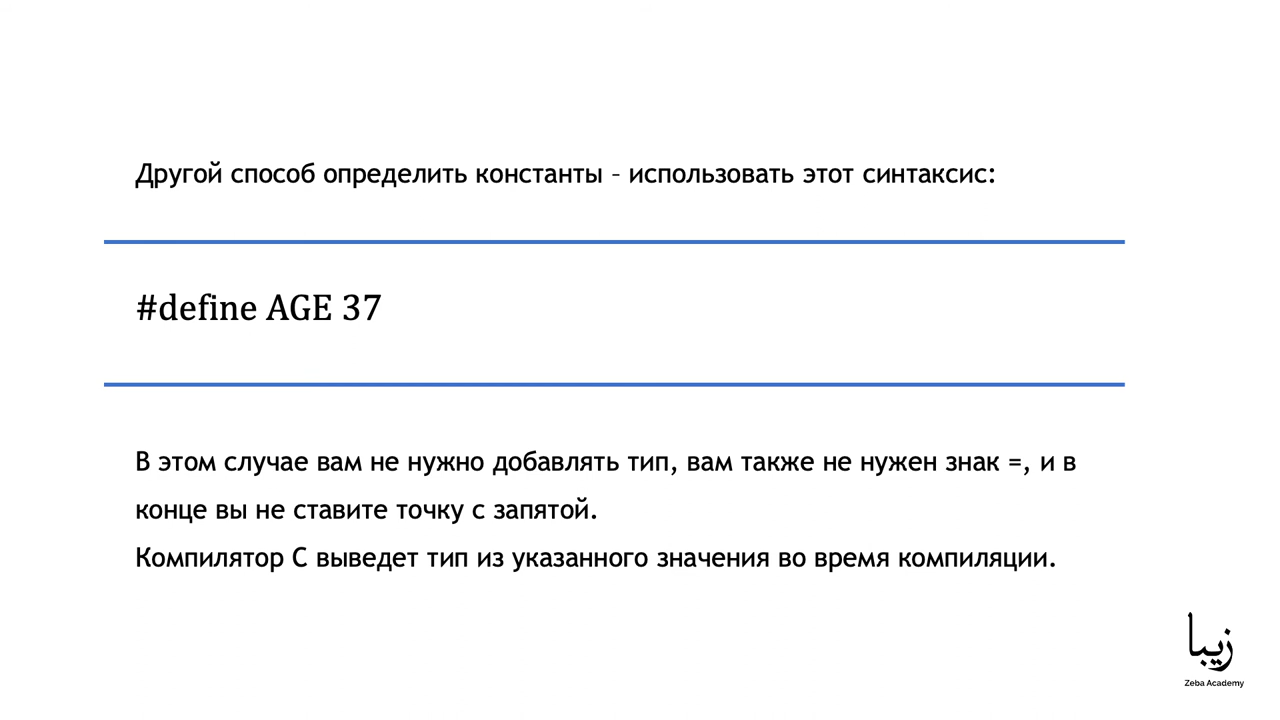 Другой способ определить константы – использовать этот синтаксис:
#define AGE 37
В этом случае вам не нужно добавлять тип, вам также не нужен знак =, и в
конце вы не ставите точку с запятой.
Компилятор C выведет тип из указанного значения во время компиляции.
زيبا
Zeba Academy